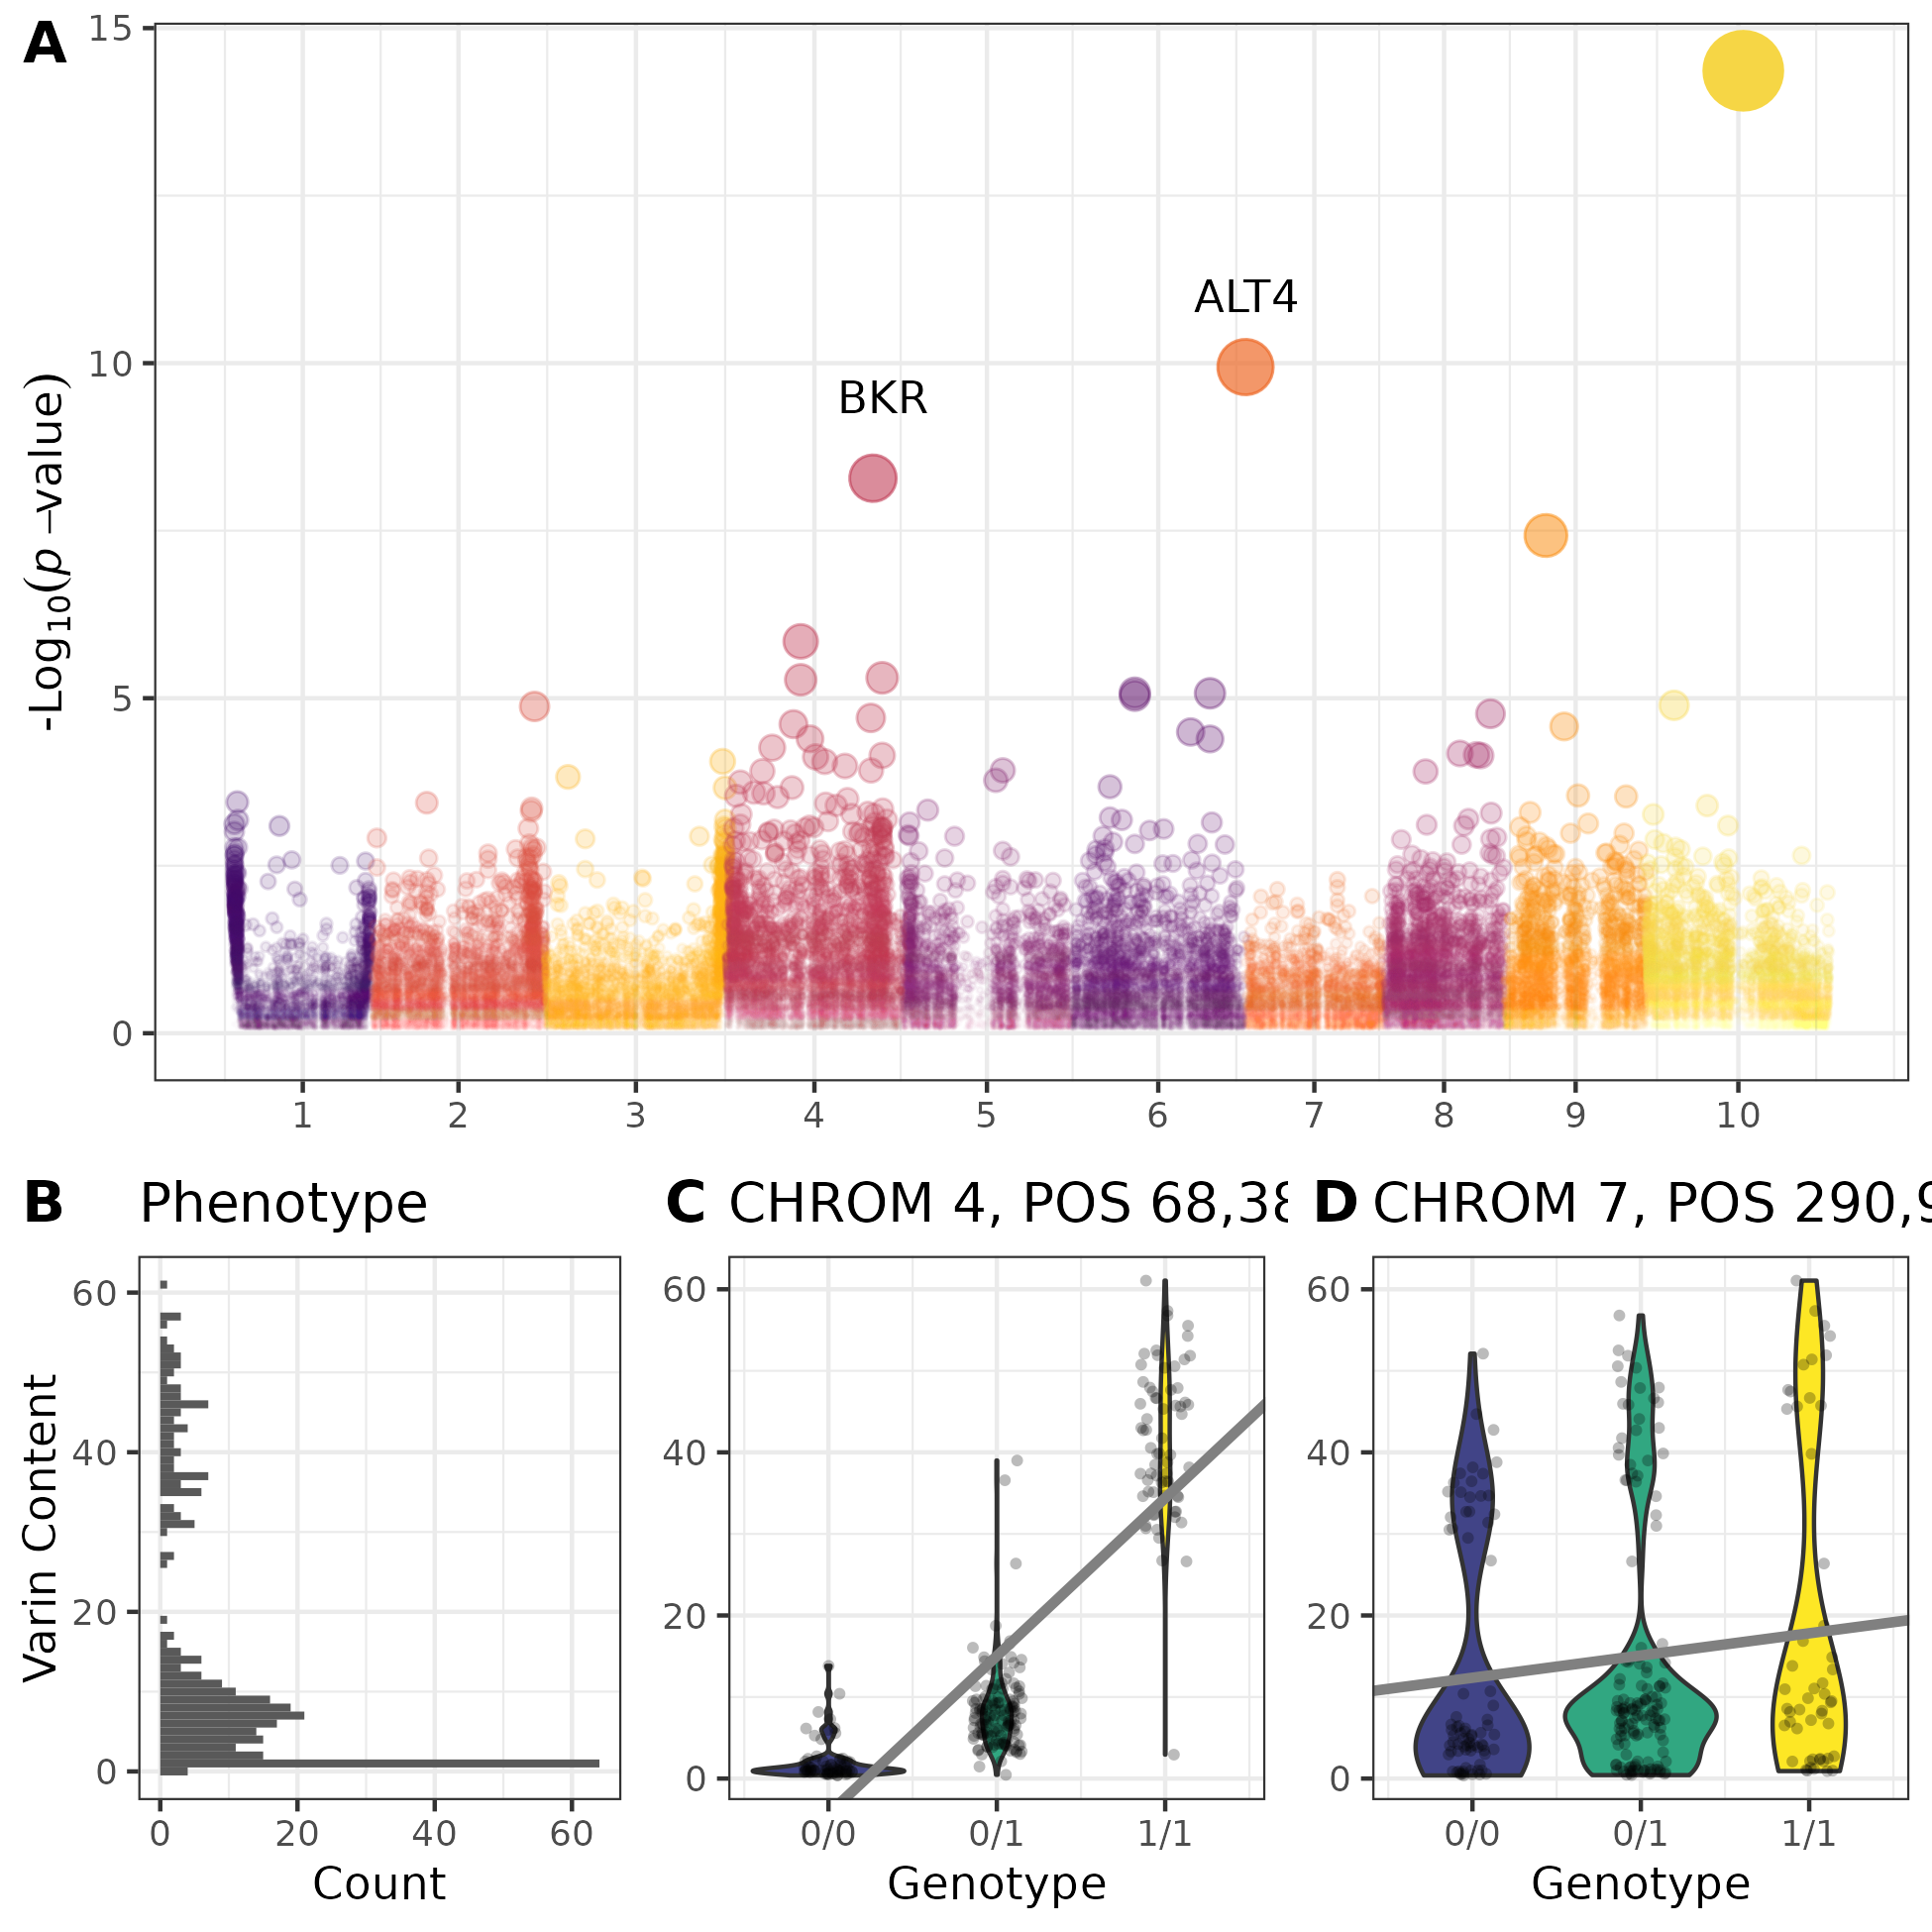 A
15
10
5
0
-Log10(p −value)
ALT4
BKR
1 2 3 4 5 6 7 8 9 10
B Phenotype
60
40
20
0
Varin Content
0 20 40 60
Count
C CHROM 4, POS 68,38
60
40
20
0
0/0 0/1 1/1
Genotype
D CHROM 7, POS 290,9
60
40
20
0
0/0 0/1 1/1
Genotype